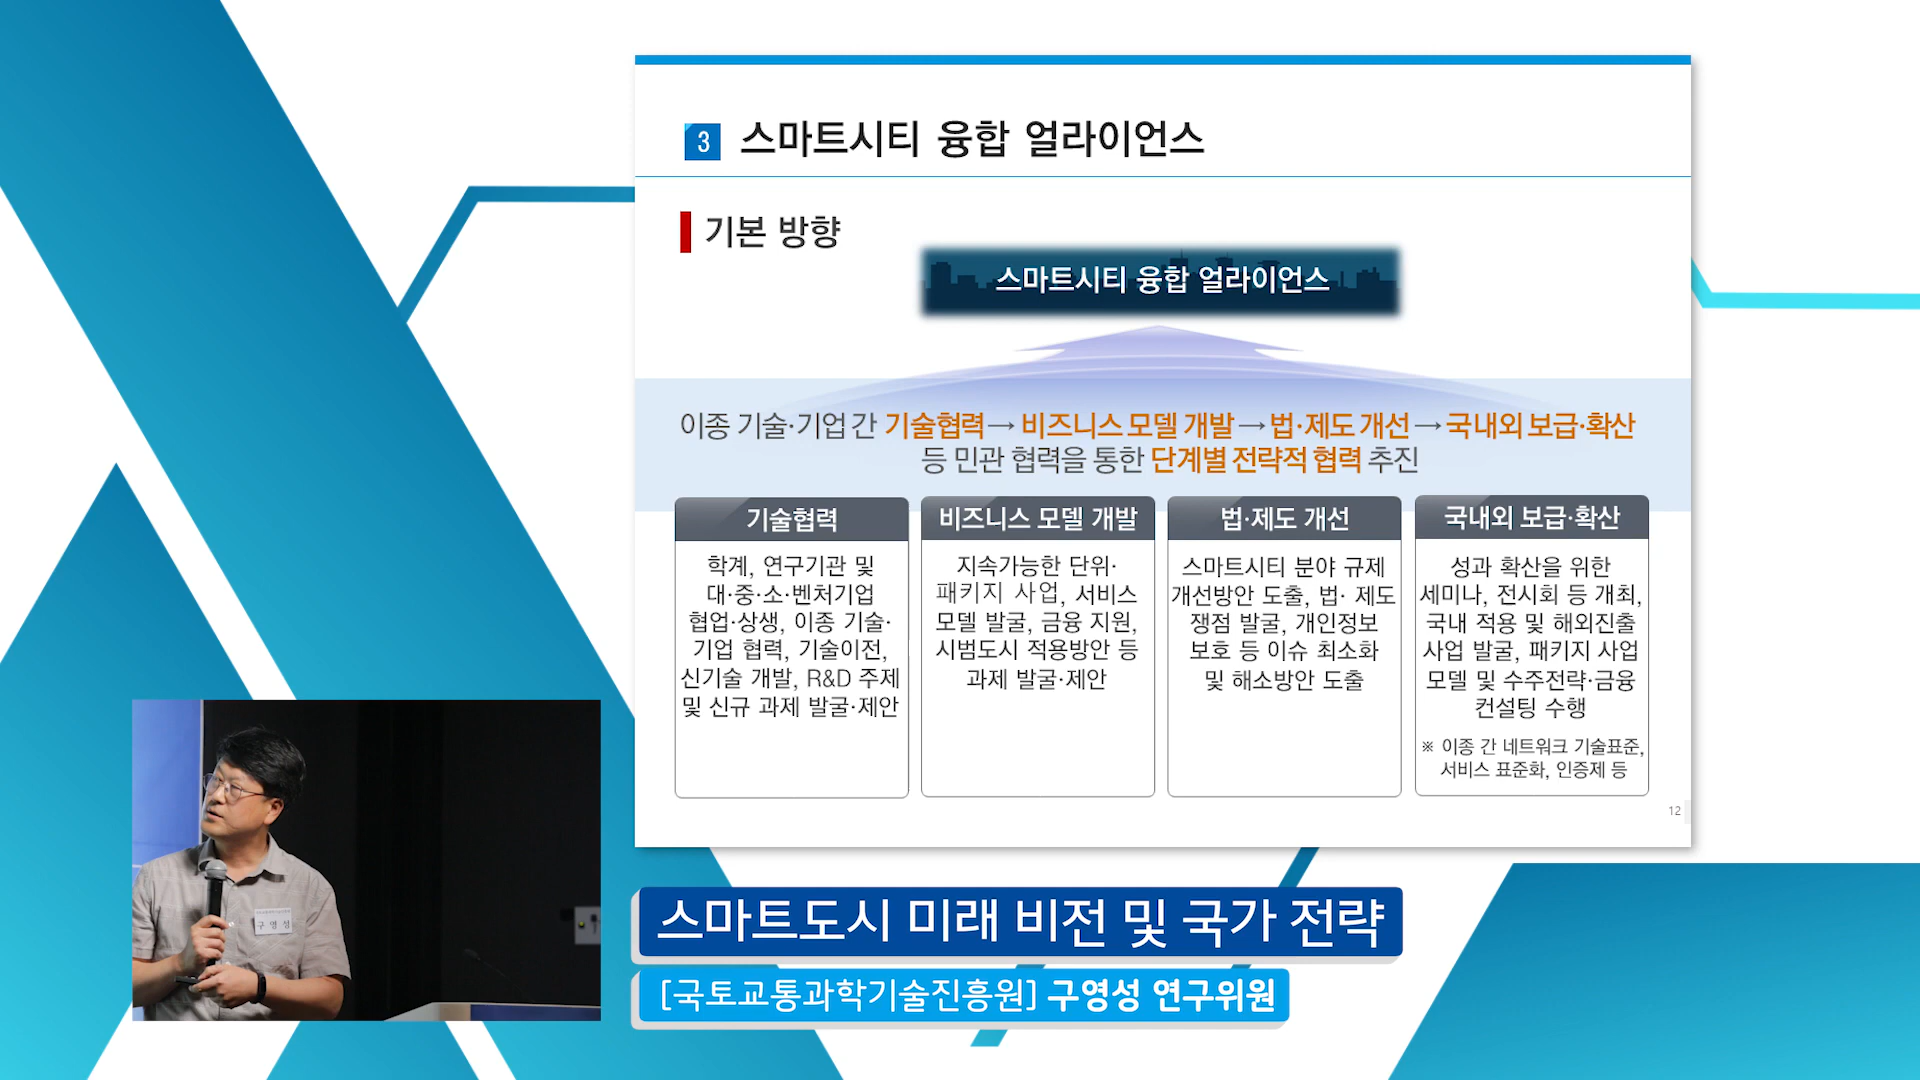 3 스마트시티 융합 얼라이언스
기본 방향
스마트시티 융합 얼라이언스
이종 기술·기업 간 기술협력→비즈니스 모델 개발→법·제도 개선→국내외 보급·확산
등 민관 협력을 통한 단계별 전략적 협력 추진
기술협력
학계, 연구기관 및
대·중·소·벤처기업
협업·상생, 이종 기술·
기업 협력, 기술이전,
신기술 개발, R&D 주제
및 신규 과제 발굴·제안
비즈니스 모델 개발
지속가능한 단위·
패키지 사업, 서비스
모델 발굴, 금융 지원,
시범도시 적용방안 등
과제 발굴·제안
법·제도 개선
스마트시티 분야 규제
개선방안 도출, 법· 제도
쟁점 발굴, 개인정보
보호 등 이슈 최소화
및 해소방안 도출
국내외 보급·확산
성과 확산을 위한
세미나, 전시회 등 개최,
국내 적용 및 해외진출
사업 발굴, 패키지 사업
모델 및 수주전략·금융
컨설팅 수행
※ 이종 간 네트워크 기술표준,
서비스 표준화, 인증제 등
12
구영성
스마트도시 미래 비전 및 국가 전략
[국토교통과학기술진흥원] 구영성 연구위원